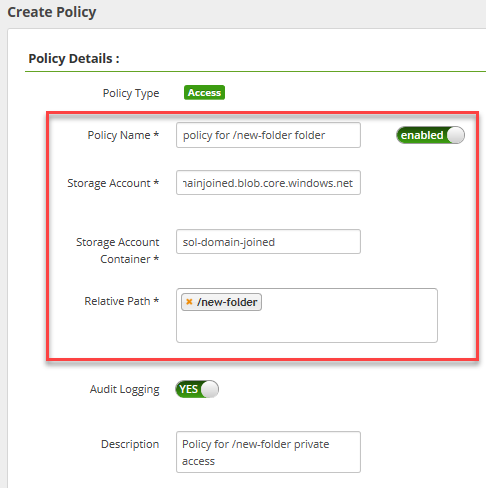 Create Policy
Policy Details :
Policy Type Access
Policy Name * policy for /new-folder folder enabled
Storage Account * mainjoined.blob.core.windows.net
Storage Account
Container * sol-domain-joined
Relative Path * × /new-folder
Audit Logging YES
Description Policy for /new-folder private
access